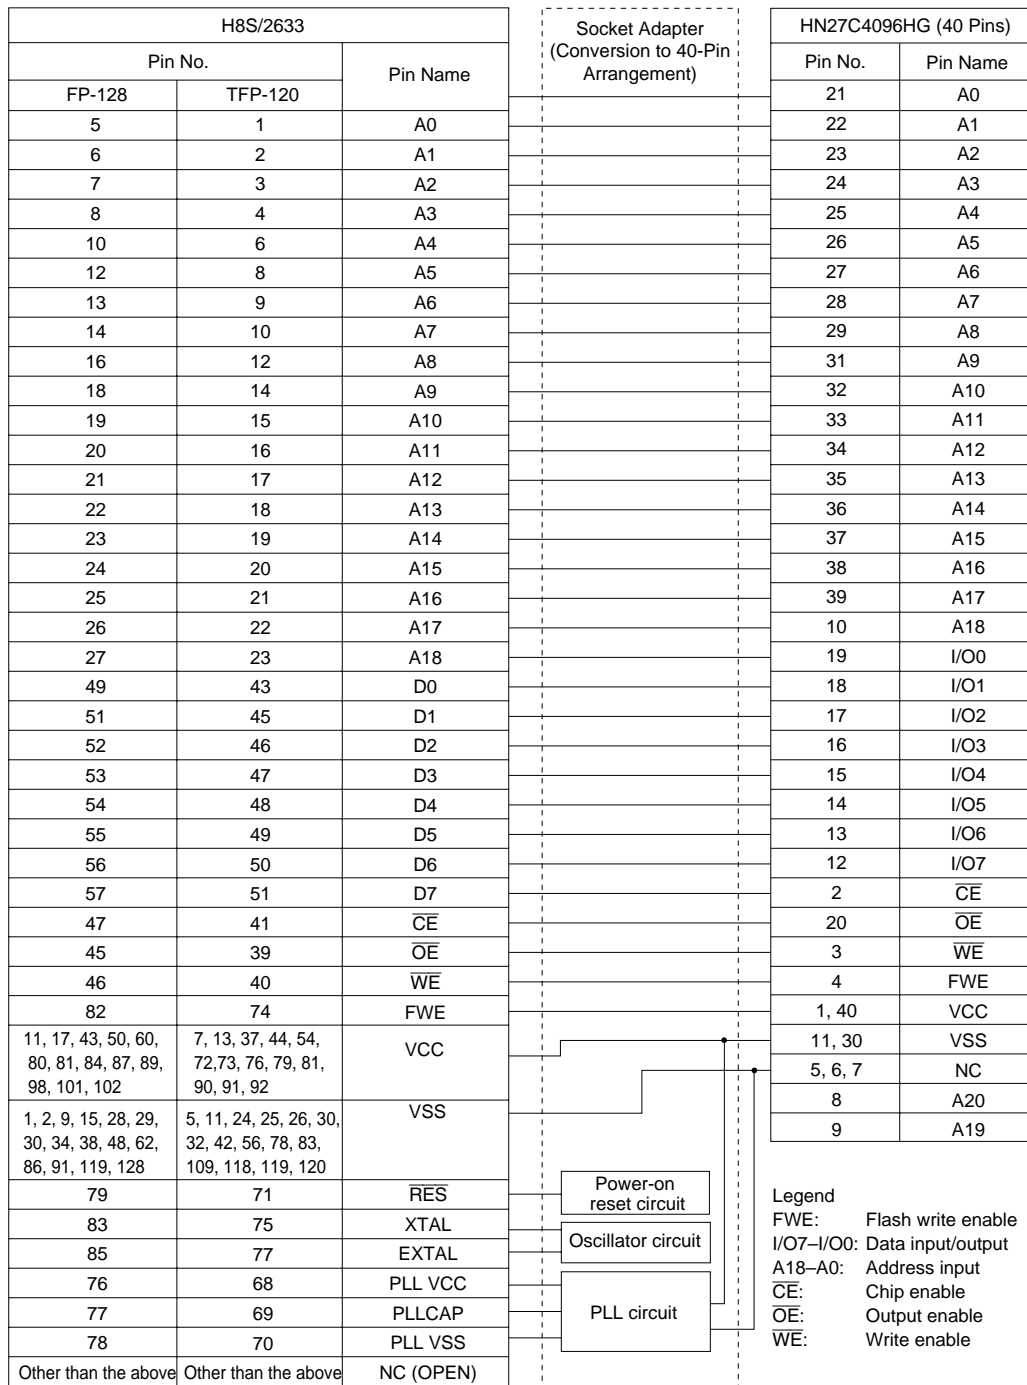 H8S/2633
Pin No. Pin Name
FP-128 TFP-120
5 1 A0
6 2 A1
7 3 A2
8 4 A3
10 6 A4
12 8 A5
13 9 A6
14 10 A7
16 12 A8
18 14 A9
19 15 A10
20 16 A11
21 17 A12
22 18 A13
23 19 A14
24 20 A15
25 21 A16
26 22 A17
27 23 A18
49 43 D0
51 45 D1
52 46 D2
53 47 D3
54 48 D4
55 49 D5
56 50 D6
57 51 D7
47 41 C̅E̅
45 39 O̅E̅
46 40 W̅E̅
82 74 FWE
11, 17, 43, 50, 60, 7, 13, 37, 44, 54, VCC
80, 81, 84, 87, 89, 72,73, 76, 79, 81,
98, 101, 102 90, 91, 92
1, 2, 9, 15, 28, 29, 5, 11, 24, 25, 26, 30, VSS
30, 34, 38, 48, 62, 32, 42, 56, 78, 83,
86, 91, 119, 128 109, 118, 119, 120
79 71 R̅E̅S̅
83 75 XTAL
85 77 EXTAL
76 68 PLL VCC
77 69 PLLCAP
78 70 PLL VSS
Other than the above Other than the above NC (OPEN)
Socket Adapter
(Conversion to 40-Pin
Arrangement)
Power-on
reset circuit
Oscillator circuit
PLL circuit
HN27C4096HG (40 Pins)
Pin No. Pin Name
21 A0
22 A1
23 A2
24 A3
25 A4
26 A5
27 A6
28 A7
29 A8
31 A9
32 A10
33 A11
34 A12
35 A13
36 A14
37 A15
38 A16
39 A17
10 A18
19 I/O0
18 I/O1
17 I/O2
16 I/O3
15 I/O4
14 I/O5
13 I/O6
12 I/O7
2 C̅E̅
20 O̅E̅
3 W̅E̅
4 FWE
1, 40 VCC
11, 30 VSS
5, 6, 7 NC
8 A20
9 A19
Legend
FWE: Flash write enable
I/O7–I/O0: Data input/output
A18–A0: Address input
C̅E̅: Chip enable
O̅E̅: Output enable
W̅E̅: Write enable